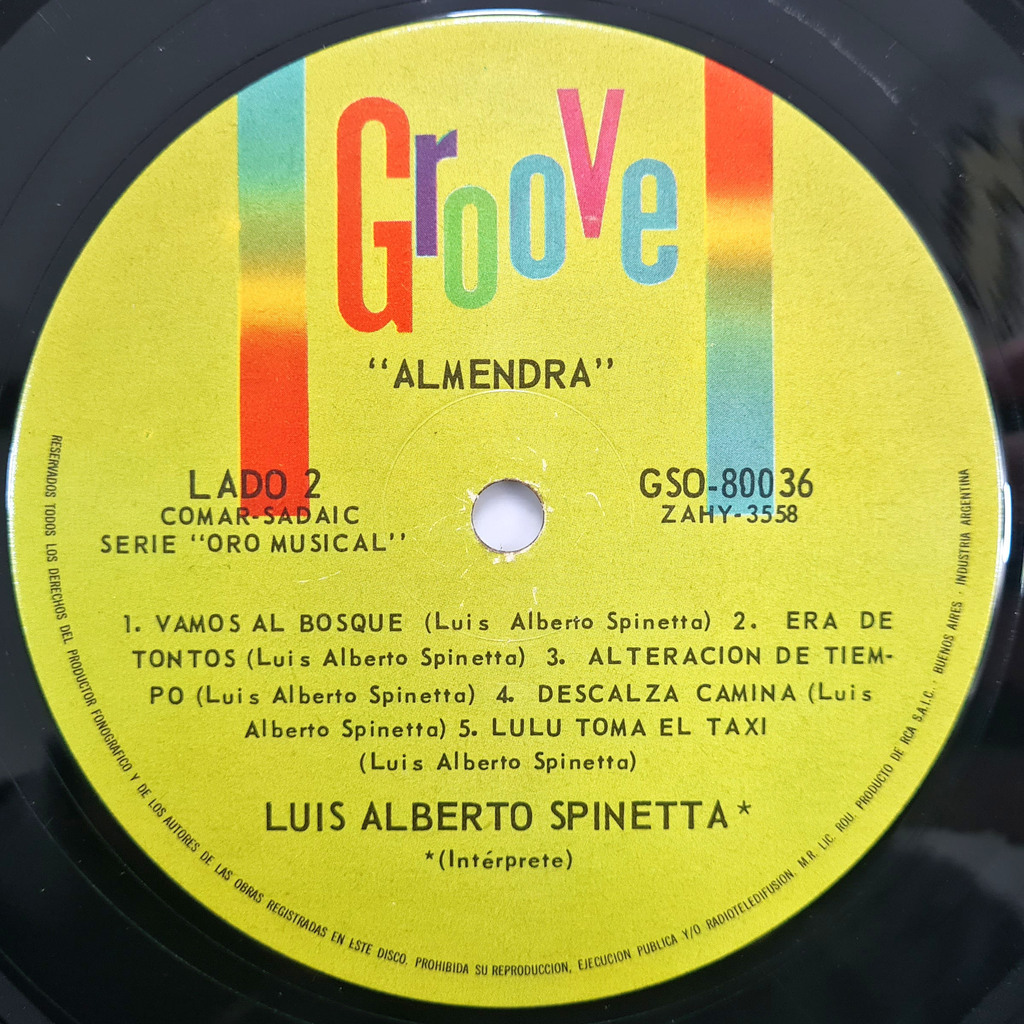 Groove
“ALMENDRA”
LADO 2
COMAR-SADAIC
SERIE “ORO MUSICAL”
GSO-80036
ZAHY-3558
1. VAMOS AL BOSQUE (Luis Alberto Spinetta) 2. ERA DE
TONTOS (Luis Alberto Spinetta) 3. ALTERACION DE TIEM-
PO (Luis Alberto Spinetta) 4. DESCALZA CAMINA (Luis
Alberto Spinetta) 5. LULU TOMA EL TAXI
(Luis Alberto Spinetta)
LUIS ALBERTO SPINETTA*
*(Intérprete)
RESERVADOS TODOS LOS DERECHOS DEL PRODUCTOR FONOGRAFICO Y DE LOS AUTORES DE LAS OBRAS REGISTRADAS EN ESTE DISCO. PROHIBIDA SU REPRODUCCION, EJECUCION PUBLICA Y/O RADIOTELEDIFUSION. M.R. LIC. ROU. PRODUCTO DE RCA S.A.I.C. · BUENOS AIRES · INDUSTRIA ARGENTINA